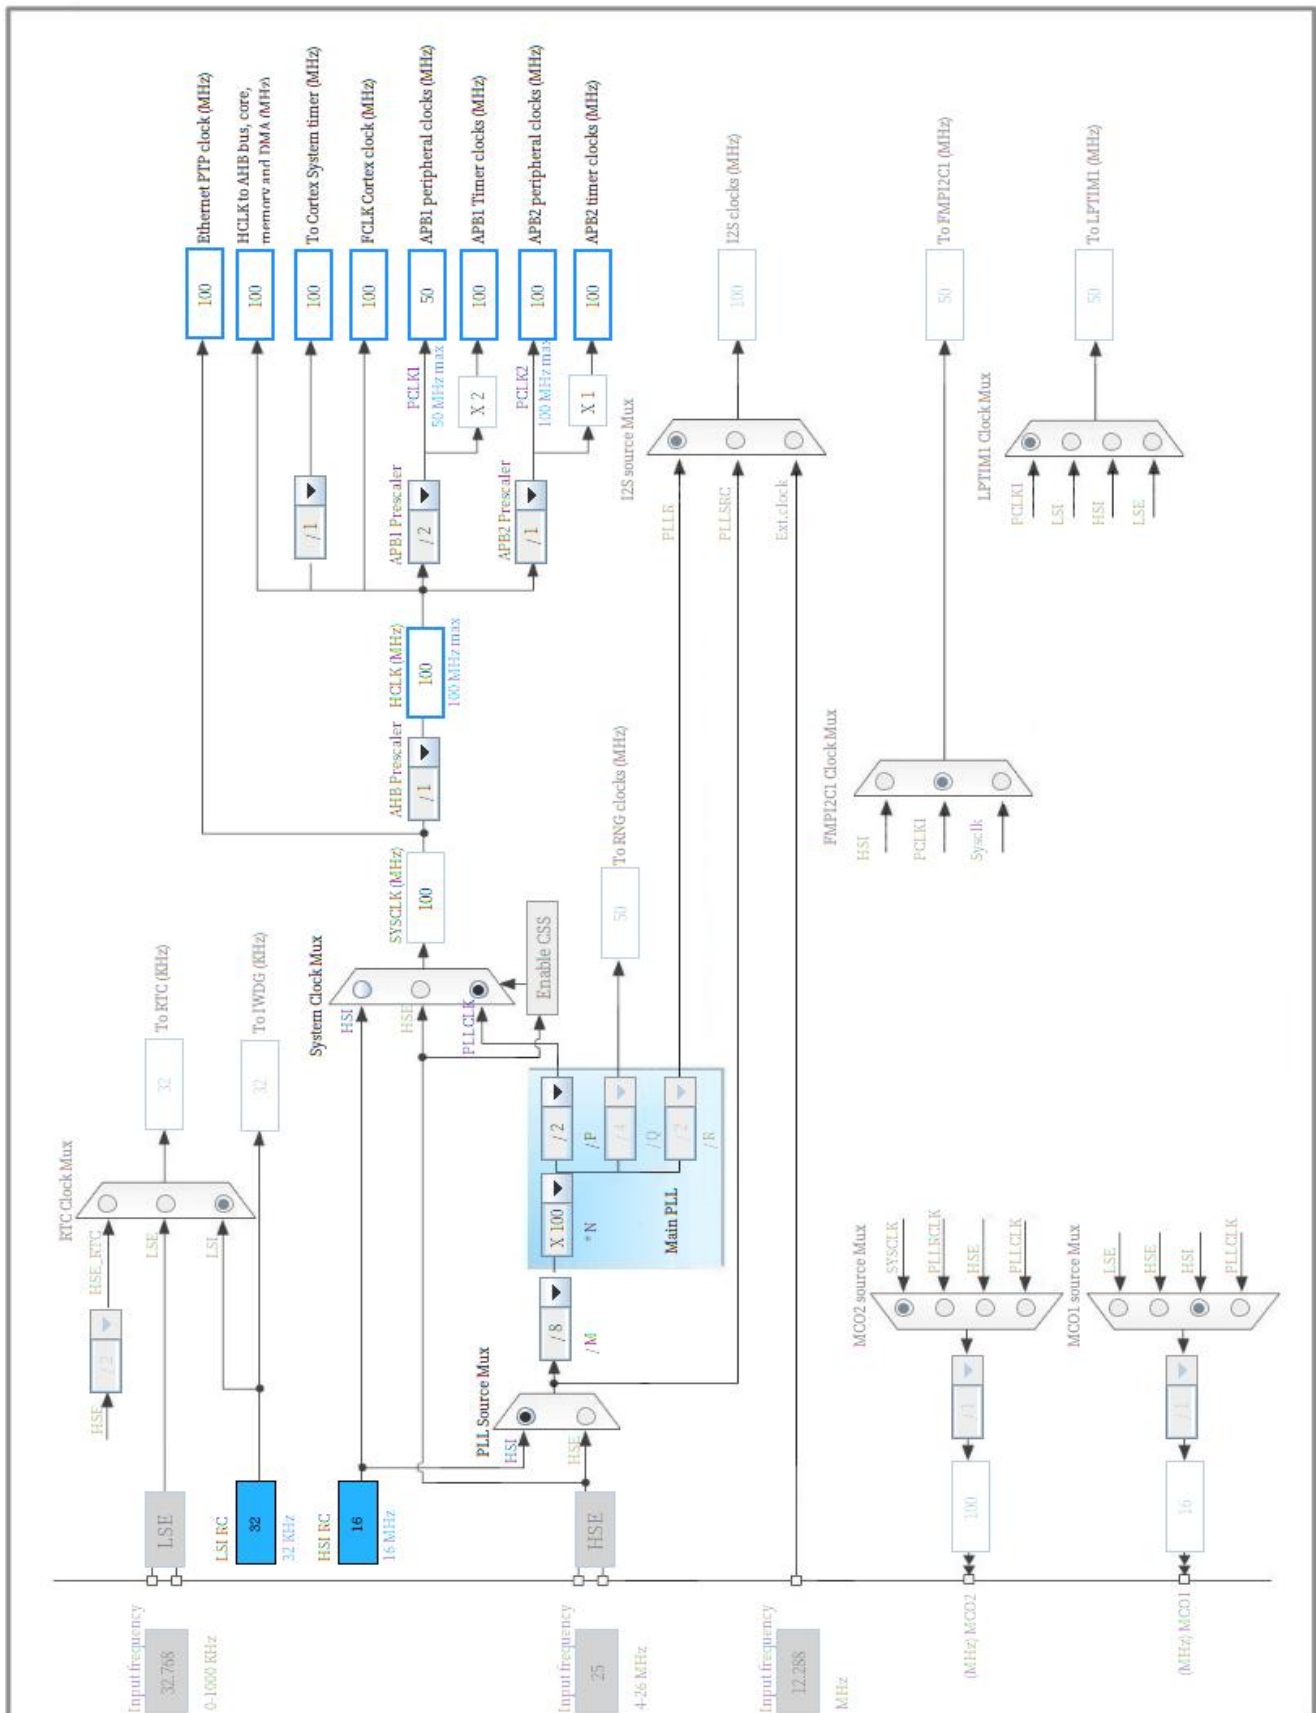 Input frequency
32.768
0-1000 KHz
LSE
HSE
/ 2
HSE_RTC
LSE
LSI
RTC Clock Mux
32
To RTC (KHz)
LSI RC
32
32 KHz
32
To IWDG (KHz)
HSI RC
16
16 MHz
Input frequency
25
4-26 MHz
HSE
PLL Source Mux
HSI
HSE
/ 8
/ M
X 100
* N
/ 2
/ P
/ 4
/ Q
/ 2
/ R
Main PLL
System Clock Mux
HSI
HSE
PLLCLK
Enable CSS
SYSCLK (MHz)
100
AHB Prescaler
/ 1
HCLK (MHz)
100
100 MHz max
100
Ethernet PTP clock (MHz)
100
HCLK to AHB bus, core,
memory and DMA (MHz)
/ 1
100
To Cortex System timer (MHz)
100
FCLK Cortex clock (MHz)
APB1 Prescaler
/ 2
PCLK1
50 MHz max
50
APB1 peripheral clocks (MHz)
X 2
100
APB1 Timer clocks (MHz)
APB2 Prescaler
/ 1
PCLK2
100 MHz max
100
APB2 peripheral clocks (MHz)
X 1
100
APB2 timer clocks (MHz)
50
To RNG clocks (MHz)
I2S source Mux
PLLR
PLLSRC
Ext.clock
100
I2S clocks (MHz)
Input frequency
12.288
MHz
FMPI2C1 Clock Mux
HSI
PCLK1
Sysclk
50
To FMPI2C1 (MHz)
LPTIM1 Clock Mux
PCLK1
LSI
HSI
LSE
50
To LPTIM1 (MHz)
MCO2 source Mux
SYSCLK
PLLRCLK
HSE
PLLCLK
/ 1
100
(MHz) MCO2
MCO1 source Mux
LSE
HSE
HSI
PLLCLK
/ 1
16
(MHz) MCO1